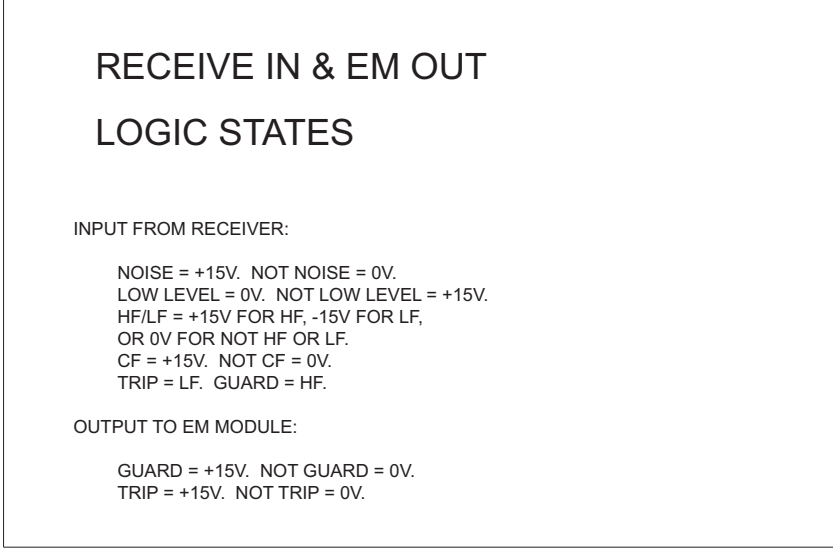 RECEIVE IN & EM OUT
LOGIC STATES
INPUT FROM RECEIVER:
NOISE = +15V. NOT NOISE = 0V.
LOW LEVEL = 0V. NOT LOW LEVEL = +15V.
HF/LF = +15V FOR HF, -15V FOR LF,
OR 0V FOR NOT HF OR LF.
CF = +15V. NOT CF = 0V.
TRIP = LF. GUARD = HF.
OUTPUT TO EM MODULE:
GUARD = +15V. NOT GUARD = 0V.
TRIP = +15V. NOT TRIP = 0V.